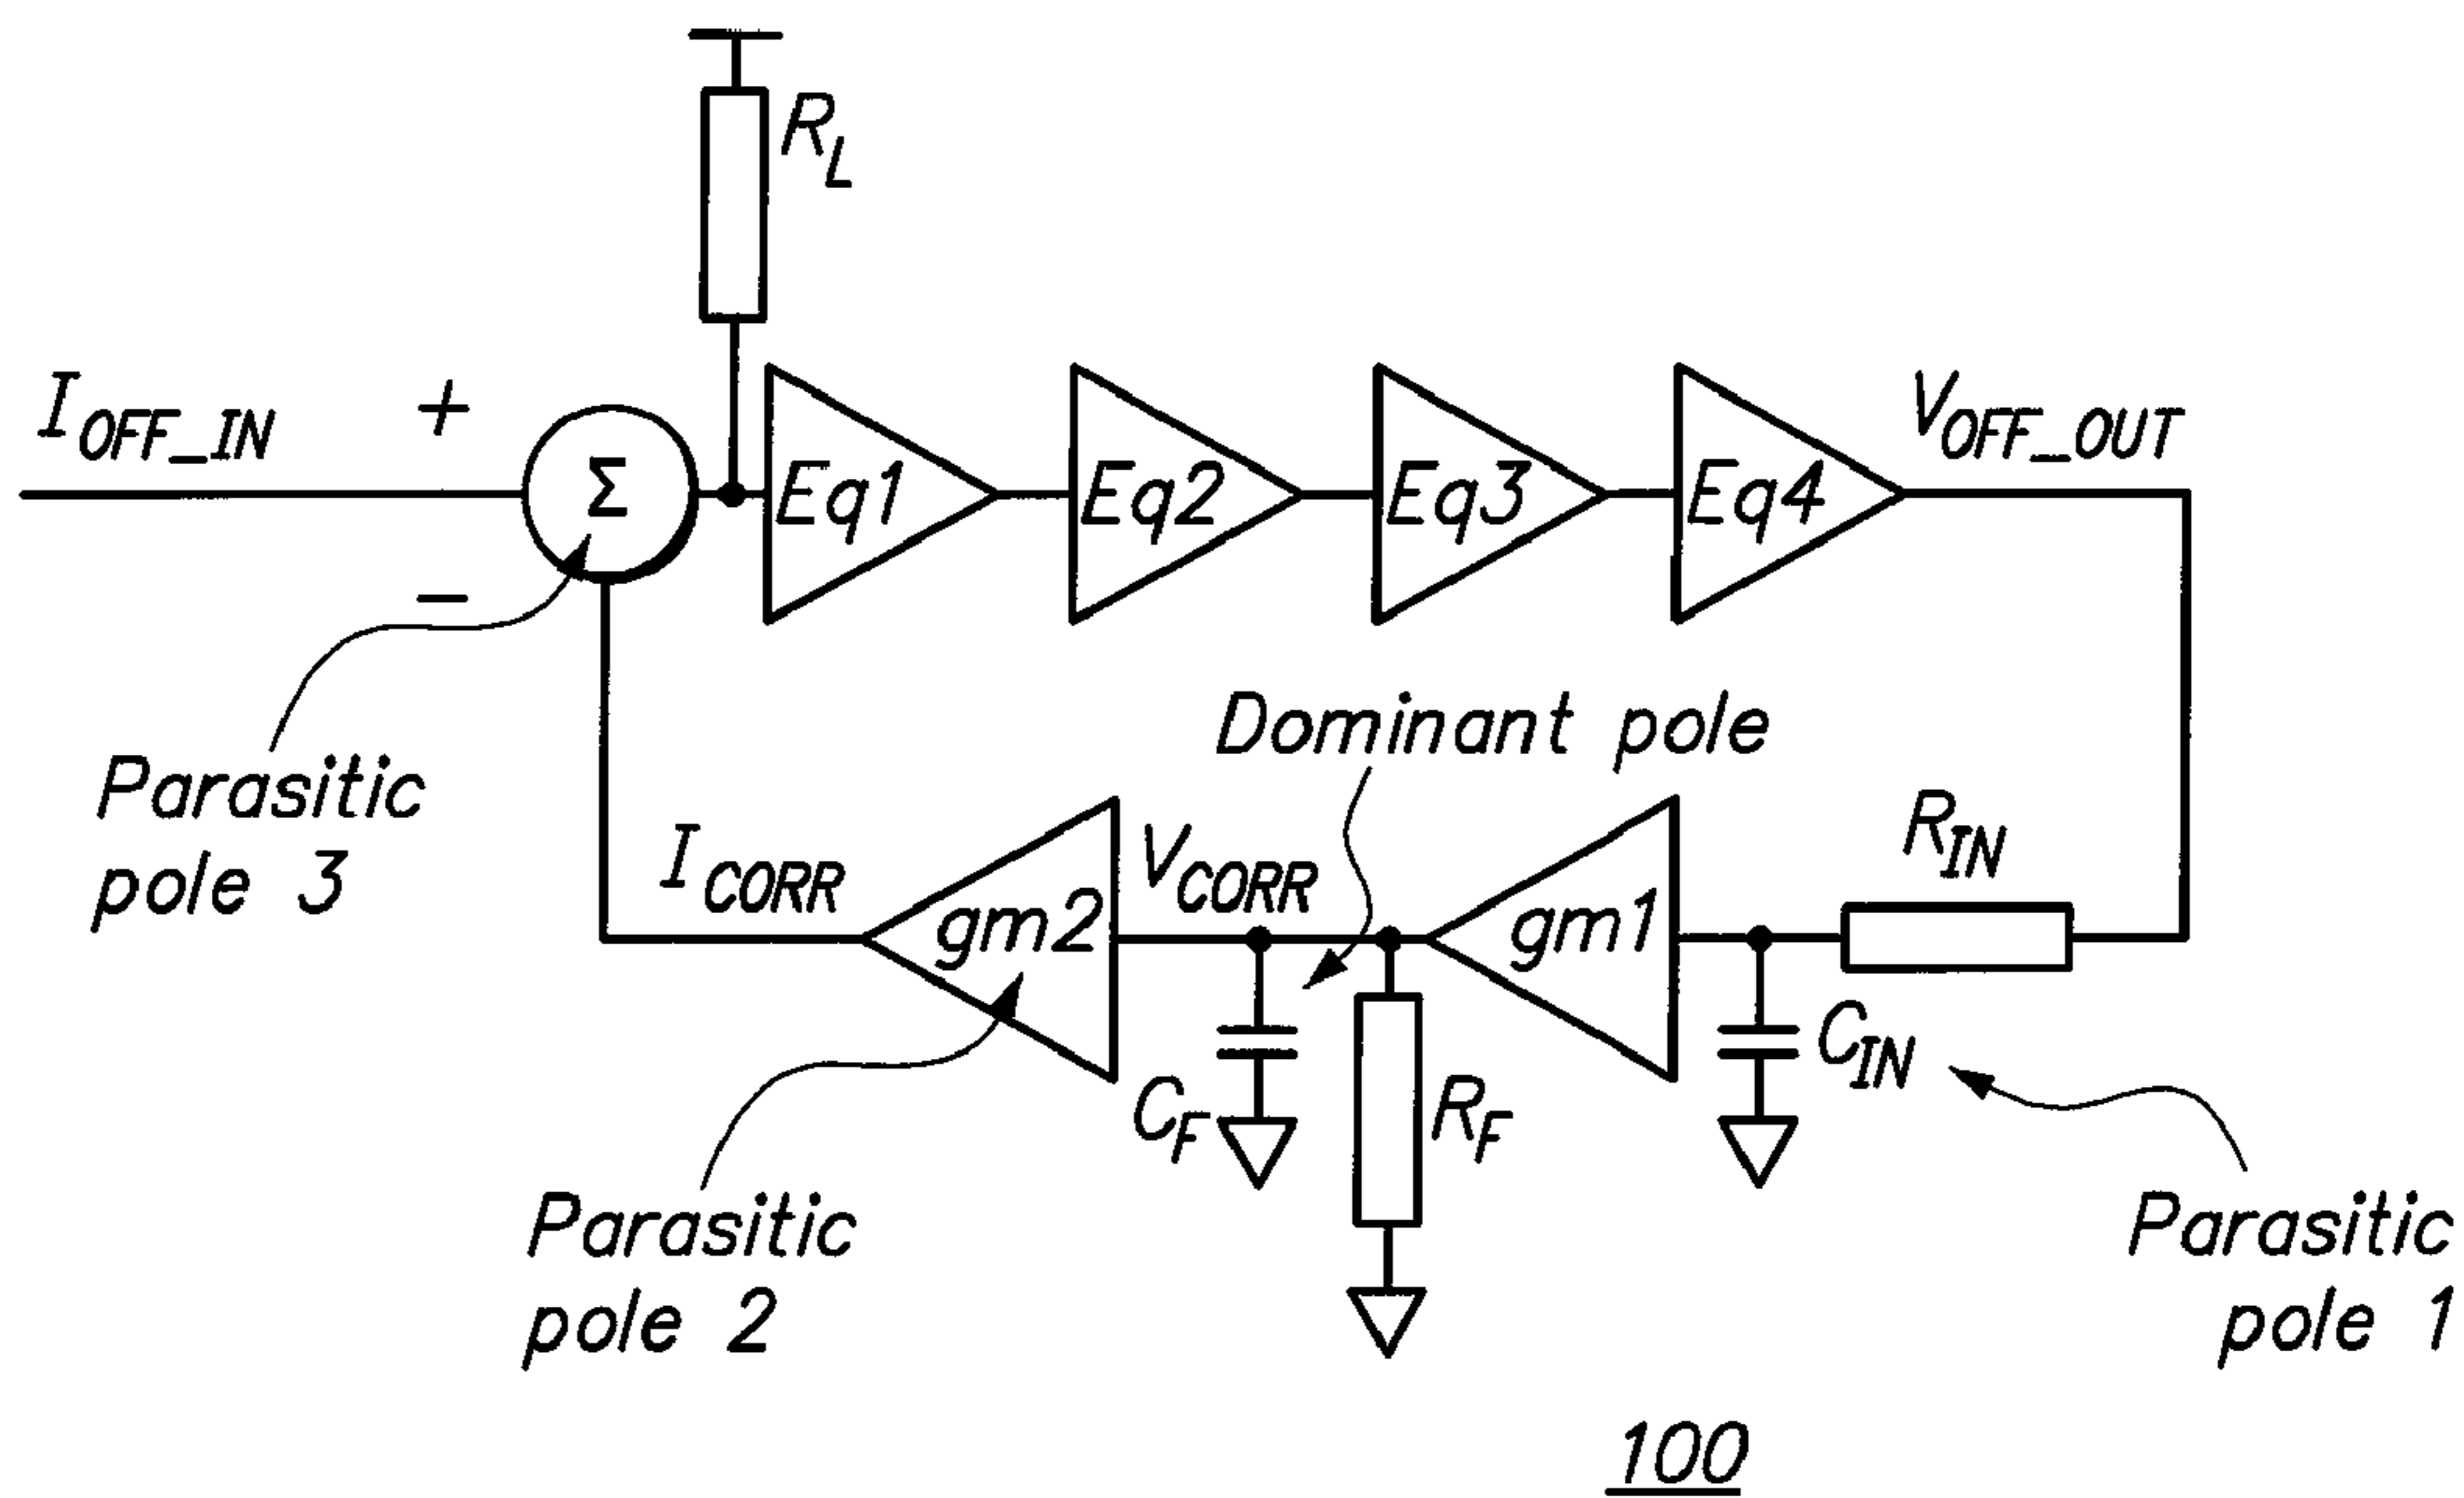 R_L
I_OFF_IN
+
Σ
Eq1
Eq2
Eq3
Eq4
V_OFF_OUT
−
Dominant pole
Parasitic
pole 3
I_CORR
gm2
V_CORR
gm1
R_IN
C_F
R_F
C_IN
Parasitic
pole 2
Parasitic
pole 1
100